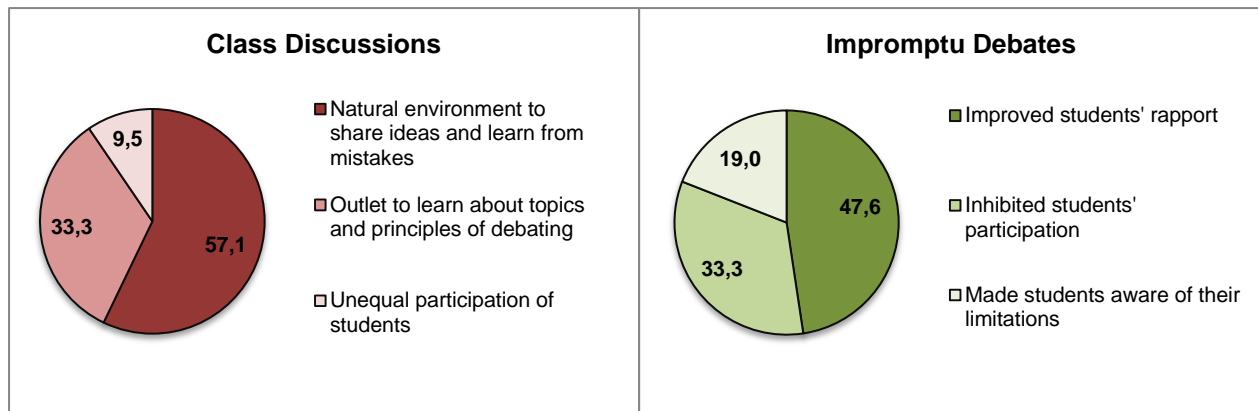 Class Discussions
9,5
33,3
57,1
Natural environment to
share ideas and learn from
mistakes
Outlet to learn about topics
and principles of debating
Unequal participation of
students
Impromptu Debates
19,0
47,6
33,3
Improved students' rapport
Inhibited students'
participation
Made students aware of their
limitations